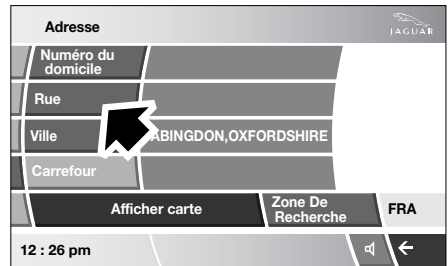 Adresse
JAGUAR
Numéro du
domicile
Rue
Ville
ABINGDON,OXFORDSHIRE
Carrefour
Afficher carte
Zone De
Recherche
FRA
12 : 26 pm